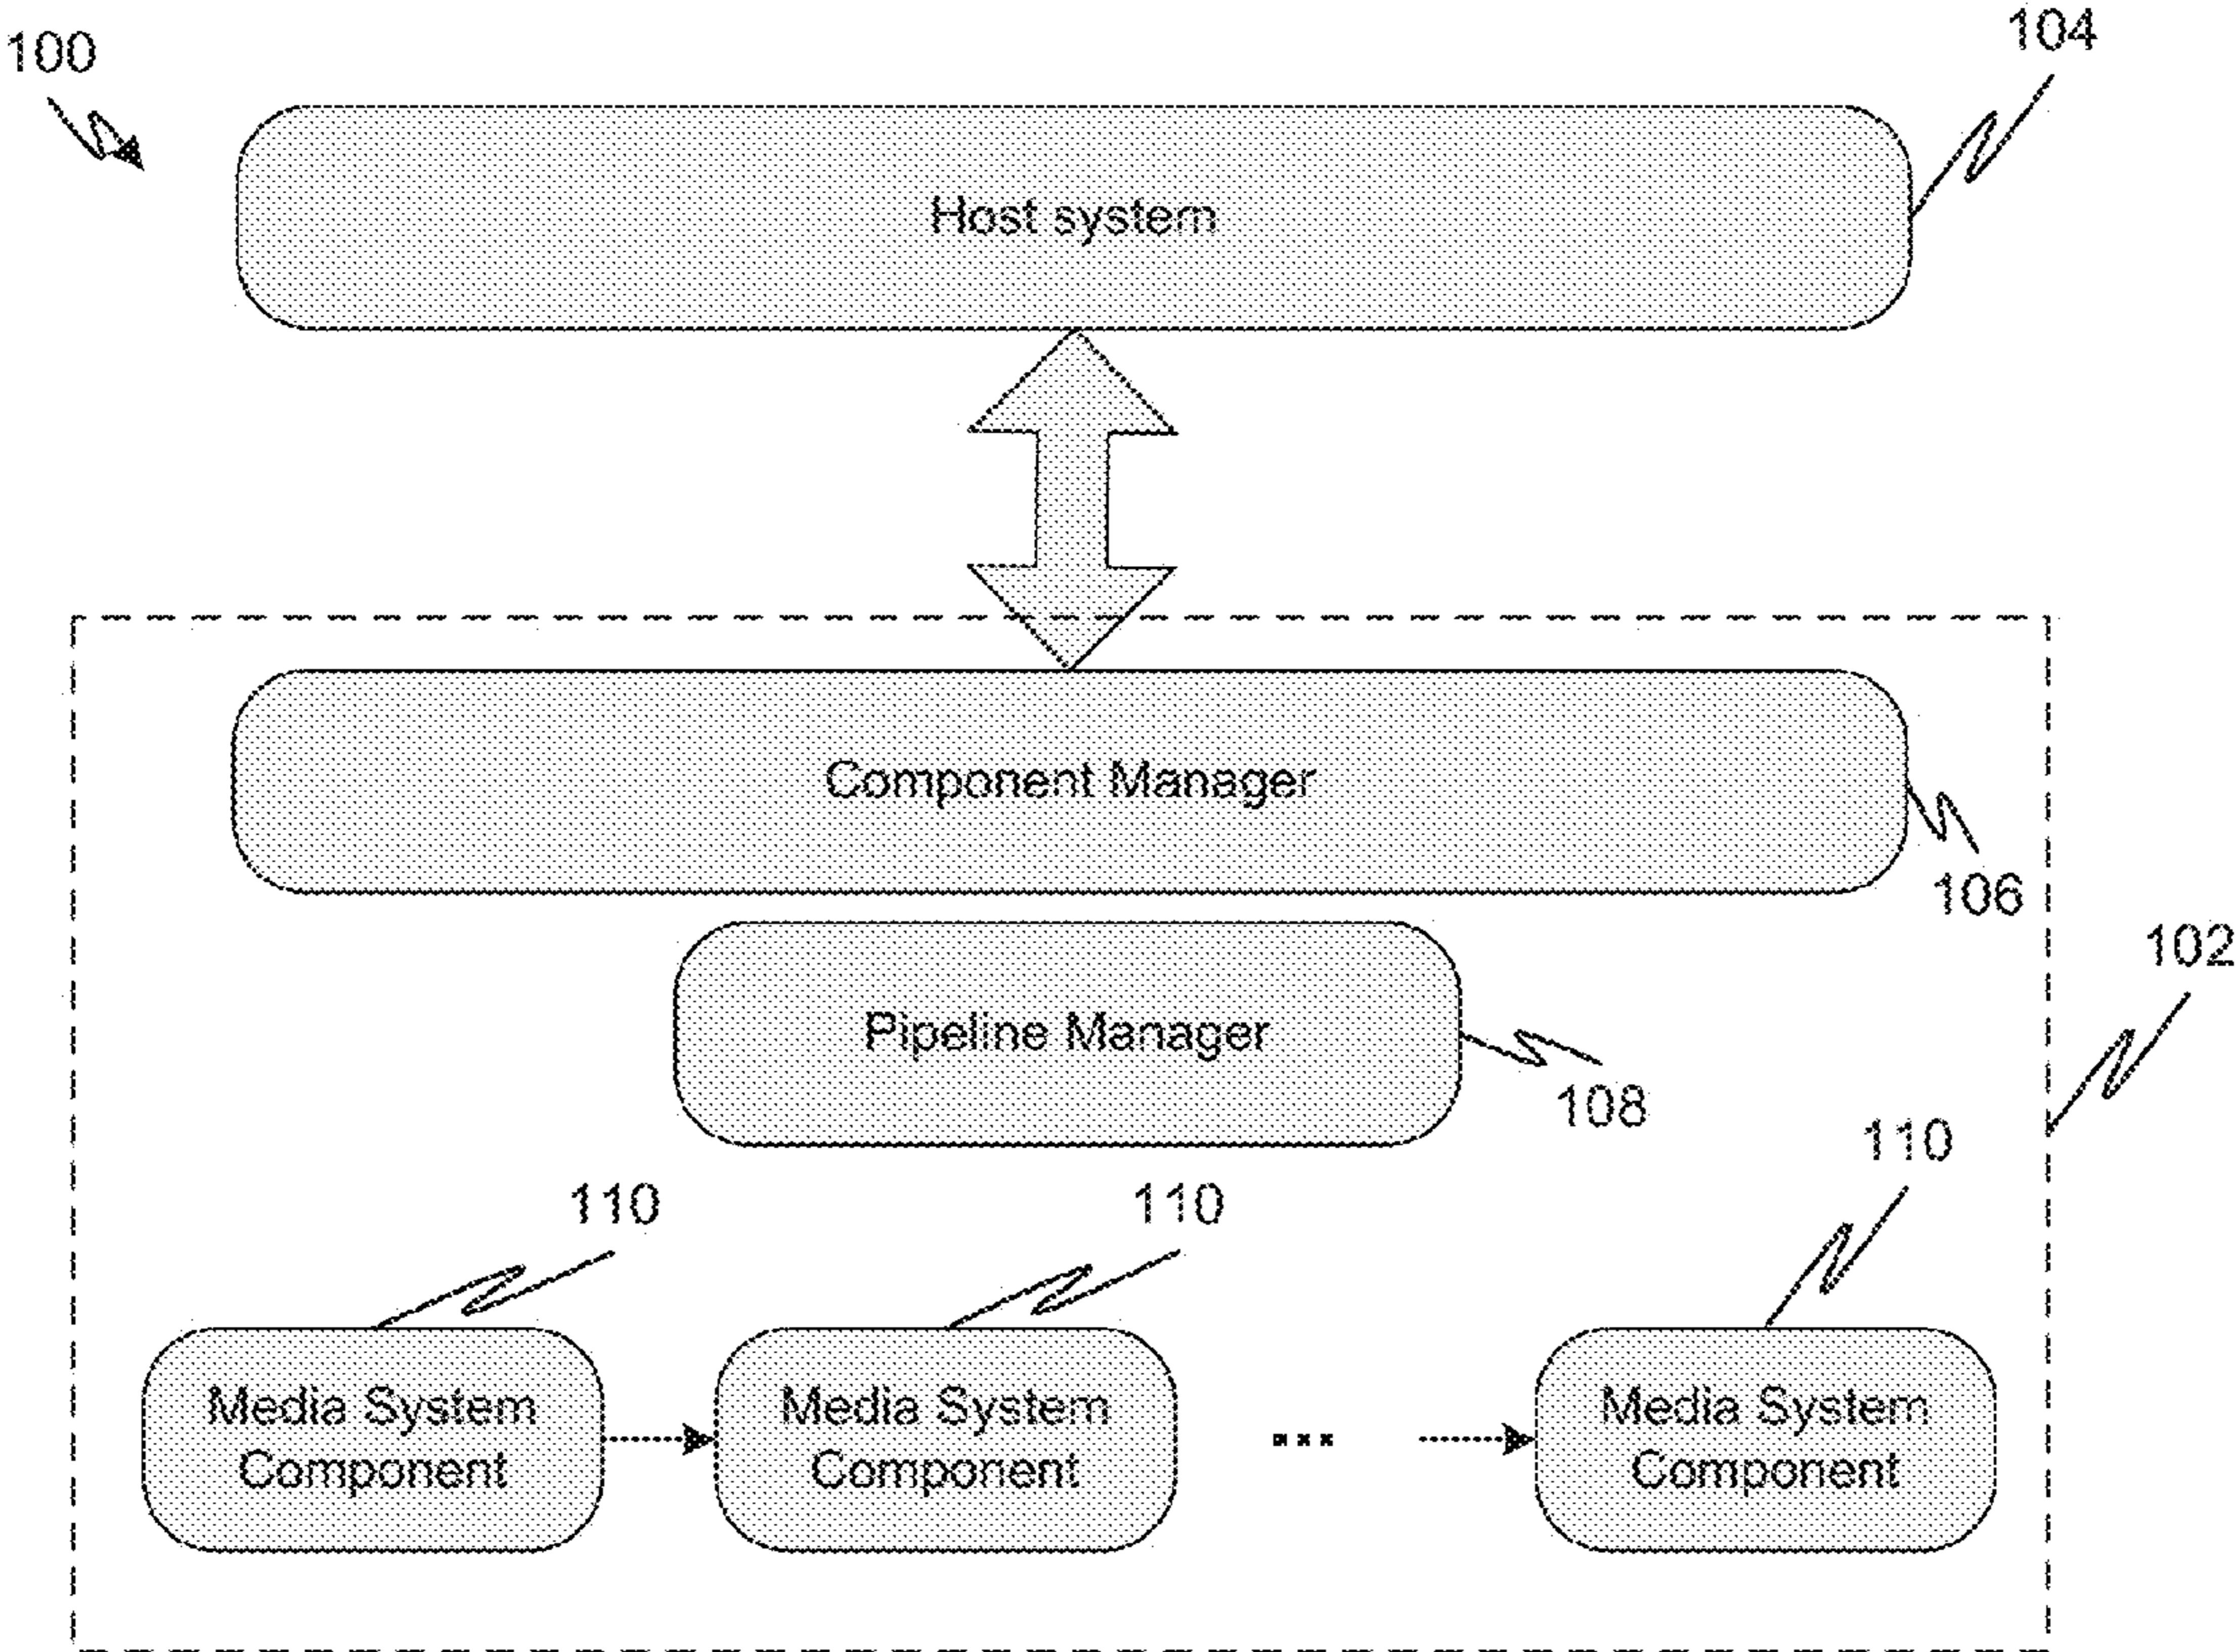 100
104
Host system
Component Manager
106
102
Pipeline Manager
108
110
110
110
Media System
Component
Media System
Component
...
Media System
Component